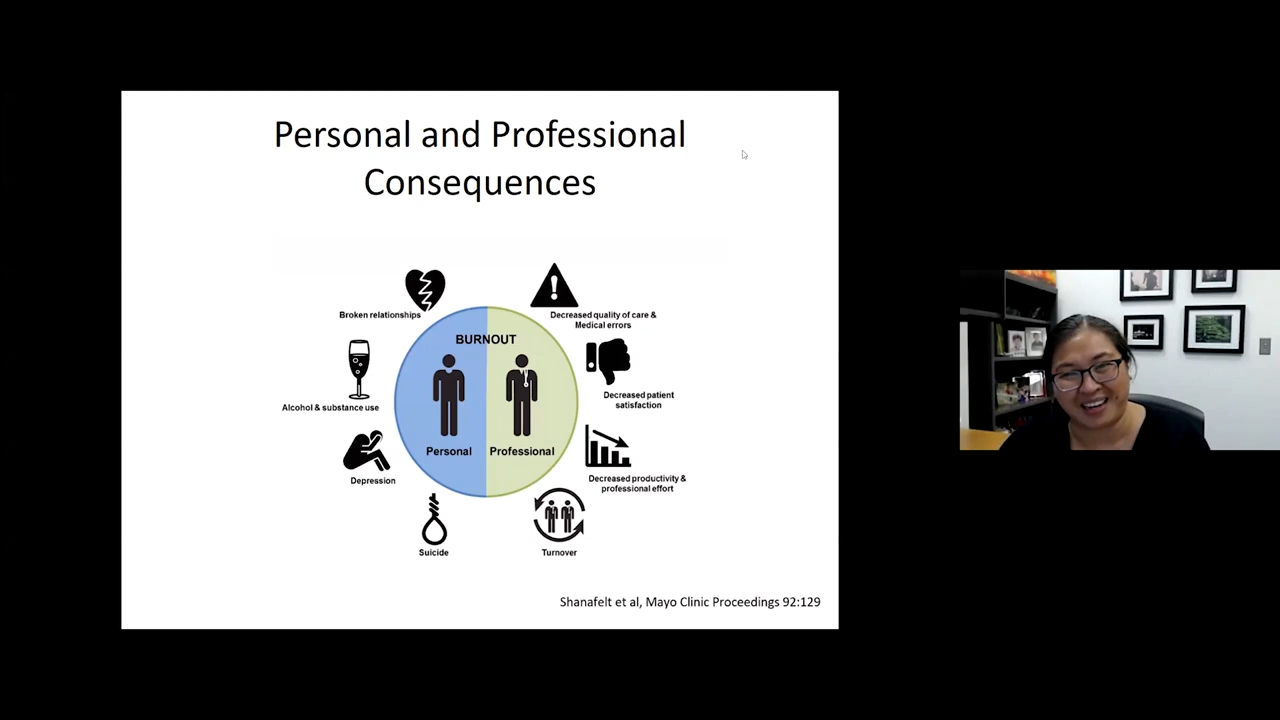 Personal and Professional
Consequences
Broken relationships
Decreased quality of care &
Medical errors
BURNOUT
Alcohol & substance use
Decreased patient
satisfaction
Personal
Professional
Depression
Decreased productivity &
professional effort
Suicide
Turnover
Shanafelt et al, Mayo Clinic Proceedings 92:129